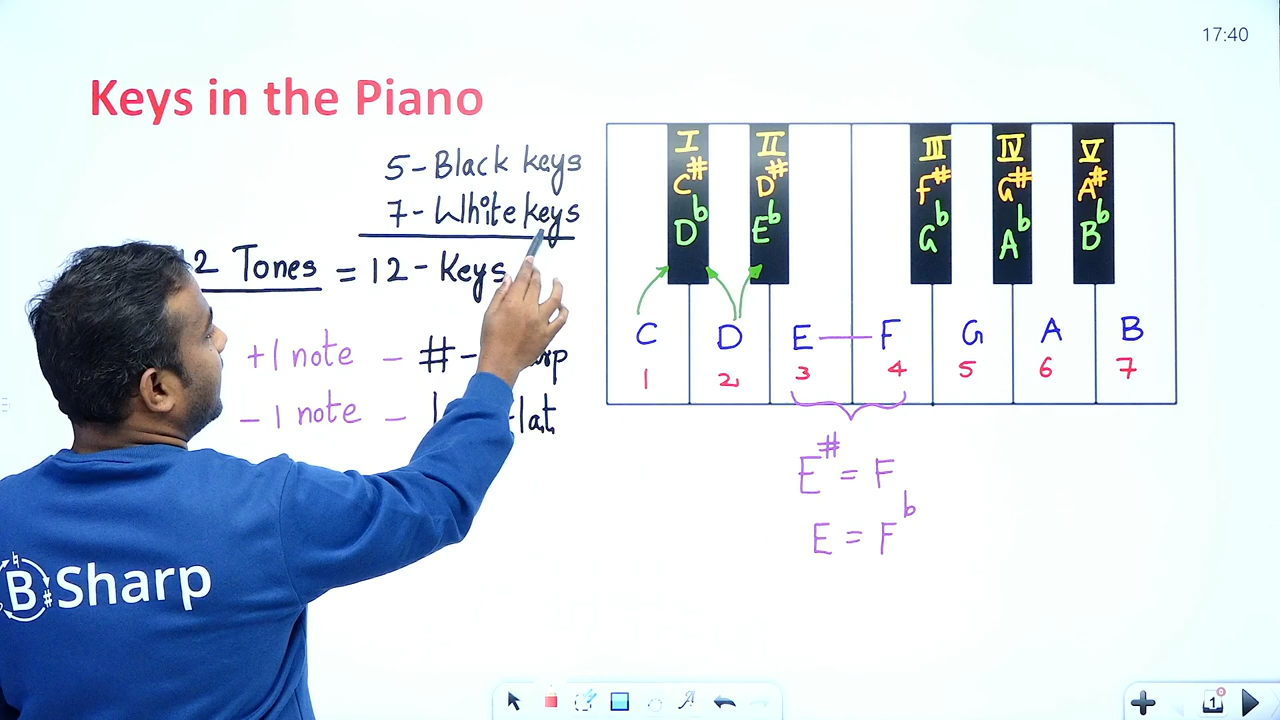 17:40
Keys in the Piano
5 - Black keys
7 - White keys
2 Tones = 12 - Keys
+1 note - # -
- 1 note -
I II III IV V
C# D# F# G# A#
Db Eb Gb Ab Bb
C D E — F G A B
1 2 3 4 5 6 7
E# = F
E = Fb
B Sharp
1